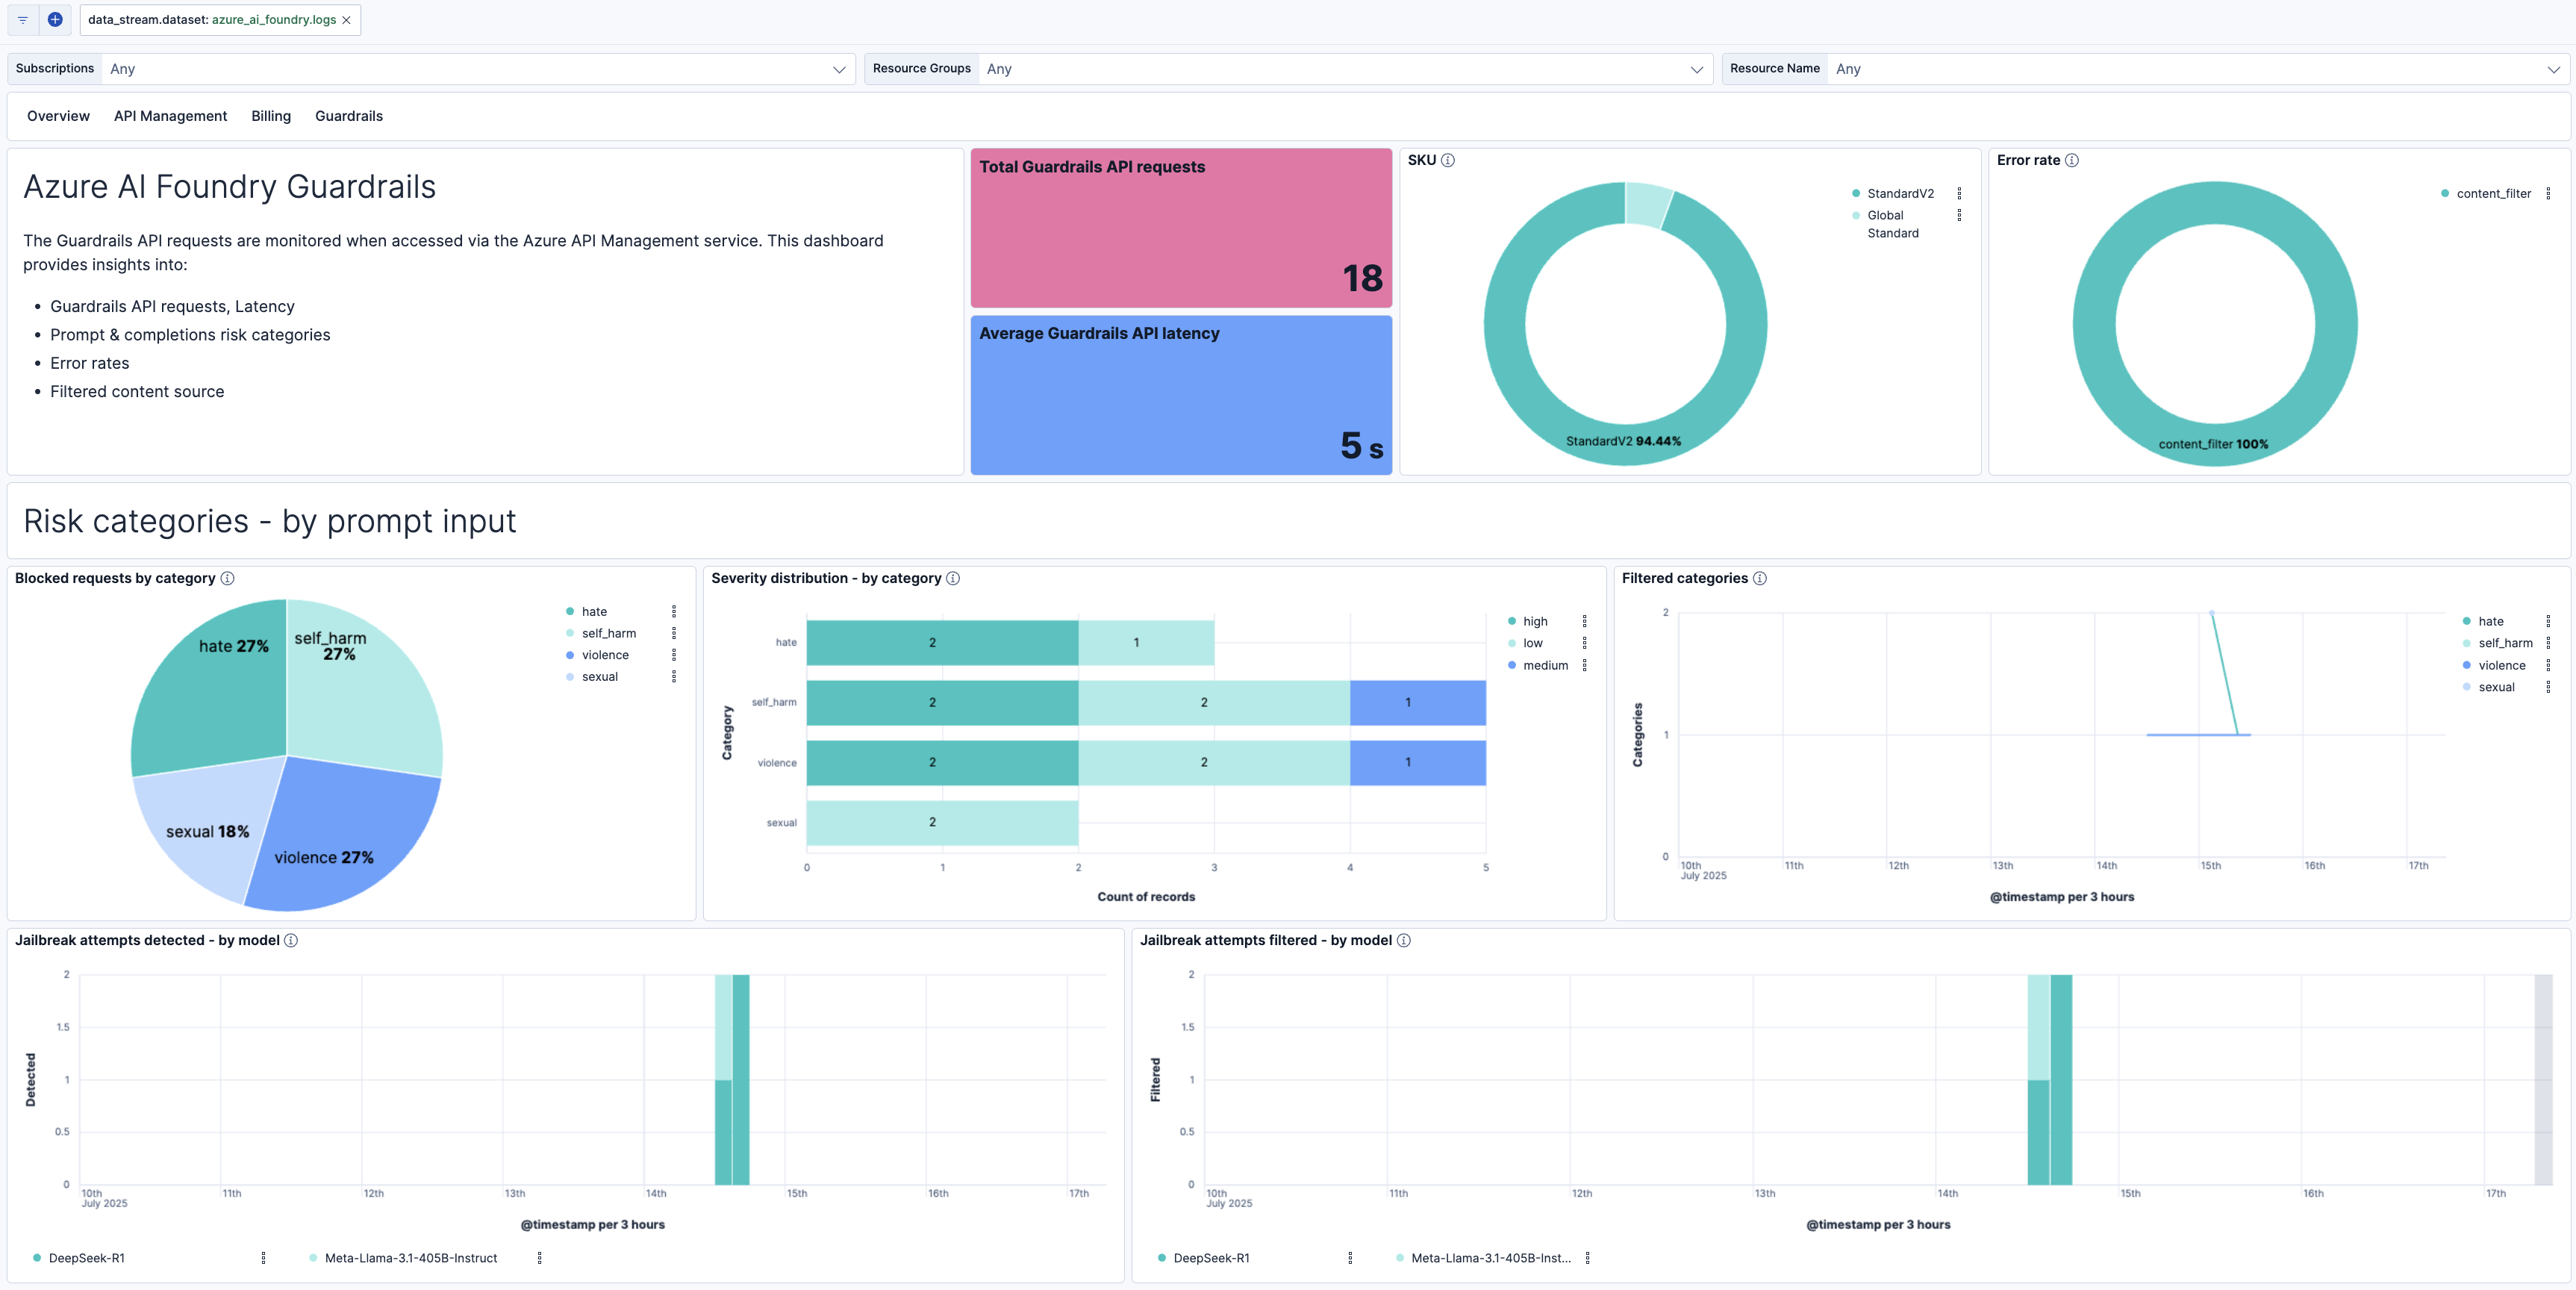 data_stream.dataset: azure_ai_foundry.logs
Subscriptions Any
Resource Groups Any
Resource Name Any
Overview API Management Billing Guardrails
Azure AI Foundry Guardrails
The Guardrails API requests are monitored when accessed via the Azure API Management service. This dashboard
provides insights into:
• Guardrails API requests, Latency
• Prompt & completions risk categories
• Error rates
• Filtered content source
Total Guardrails API requests
18
Average Guardrails API latency
5 s
SKU
StandardV2
Global
Standard
StandardV2 94.44%
Error rate
content_filter
content_filter 100%
Risk categories - by prompt input
Blocked requests by category
hate 27%
self_harm
27%
sexual 18%
violence 27%
hate
self_harm
violence
sexual
Severity distribution - by category
Category
hate
2 1
self_harm
2 2 1
violence
2 2 1
sexual
2
0 1 2 3 4 5
Count of records
high
low
medium
Filtered categories
Categories
2
1
0
10th 11th 12th 13th 14th 15th 16th 17th
July 2025
@timestamp per 3 hours
hate
self_harm
violence
sexual
Jailbreak attempts detected - by model
Detected
2
1.5
1
0.5
0
10th 11th 12th 13th 14th 15th 16th 17th
July 2025
@timestamp per 3 hours
DeepSeek-R1 Meta-Llama-3.1-405B-Instruct
Jailbreak attempts filtered - by model
Filtered
2
1.5
1
0.5
0
10th 11th 12th 13th 14th 15th 16th 17th
July 2025
@timestamp per 3 hours
DeepSeek-R1 Meta-Llama-3.1-405B-Inst...